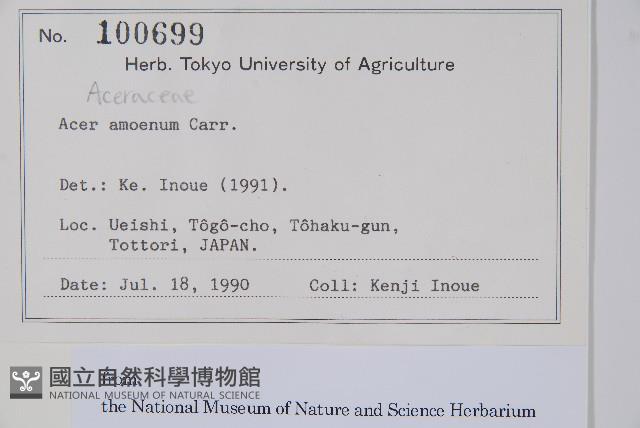 No. 100699
Herb. Tokyo University of Agriculture
Aceraceae
Acer amoenum Carr.
Det.: Ke. Inoue (1991).
Loc. Ueishi, Tôgô-cho, Tôhaku-gun,
Tottori, JAPAN.
Date: Jul. 18, 1990 Coll: Kenji Inoue
國立自然科學博物館
NATIONAL MUSEUM OF NATURAL SCIENCE
the National Museum of Nature and Science Herbarium